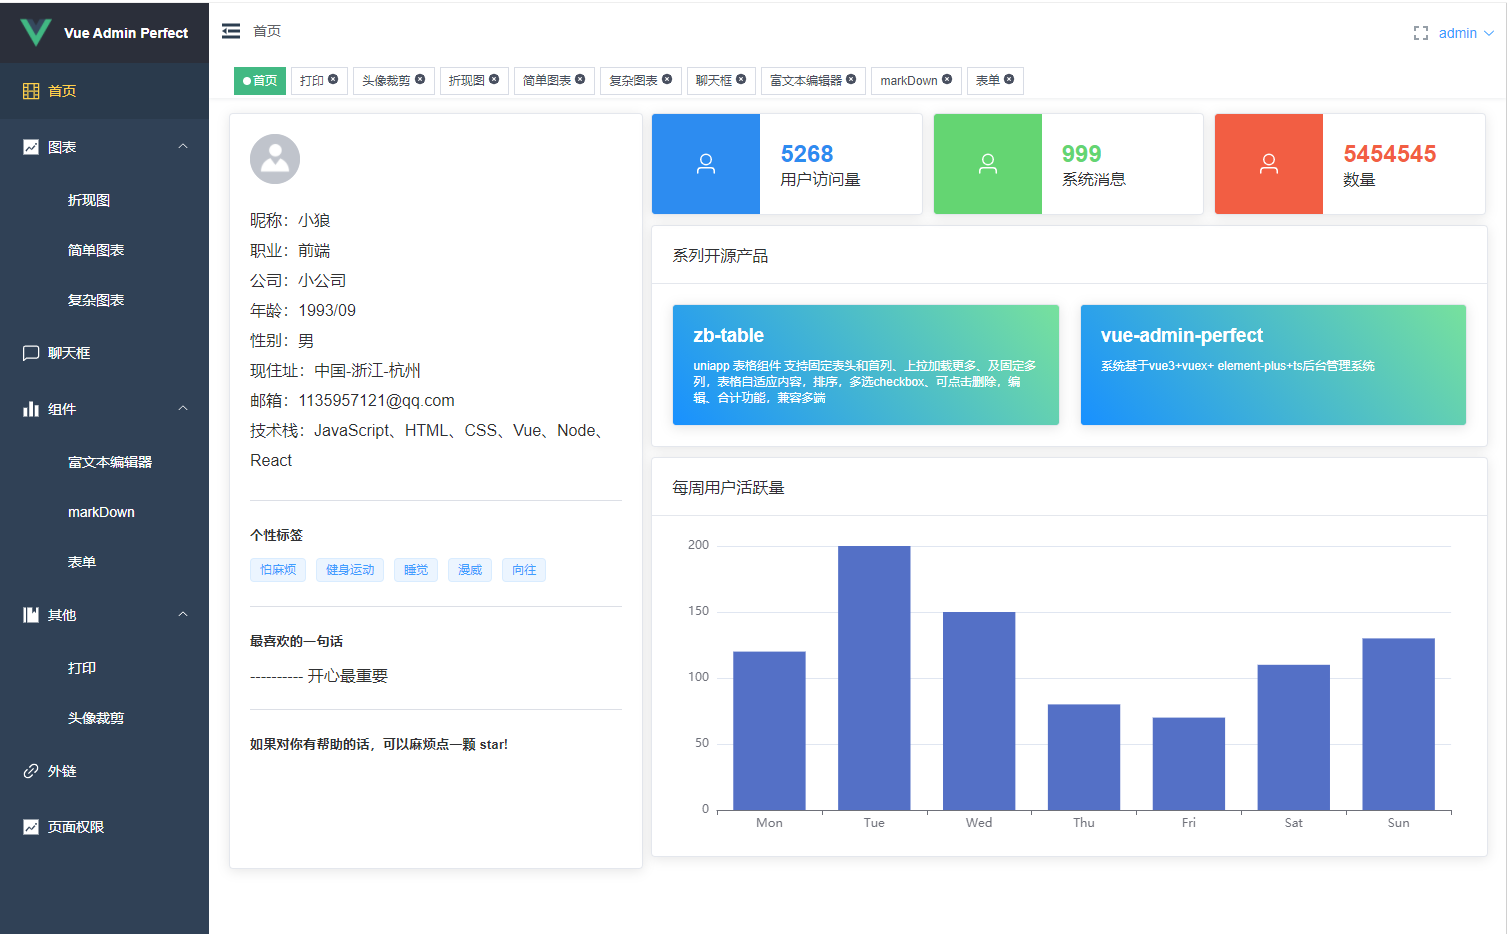 Vue Admin Perfect
首页
图表
折现图
简单图表
复杂图表
聊天框
组件
富文本编辑器
markDown
表单
其他
打印
头像裁剪
外链
页面权限
首页
admin
首页
打印
头像裁剪
折现图
简单图表
复杂图表
聊天框
富文本编辑器
markDown
表单
昵称：小狼
职业：前端
公司：小公司
年龄：1993/09
性别：男
现住址：中国-浙江-杭州
邮箱：1135957121@qq.com
技术栈：JavaScript、HTML、CSS、Vue、Node、
React
个性标签
怕麻烦 健身运动 睡觉 漫威 向往
最喜欢的一句话
---------- 开心最重要
如果对你有帮助的话，可以麻烦点一颗 star!
5268
用户访问量
999
系统消息
5454545
数量
系列开源产品
zb-table
uniapp 表格组件 支持固定表头和首列、上拉加载更多、及固定多
列，表格自适应内容，排序，多选checkbox、可点击删除，编
辑、合计功能，兼容多端
vue-admin-perfect
系统基于vue3+vuex+ element-plus+ts后台管理系统
每周用户活跃量
200
150
100
50
0
Mon Tue Wed Thu Fri Sat Sun